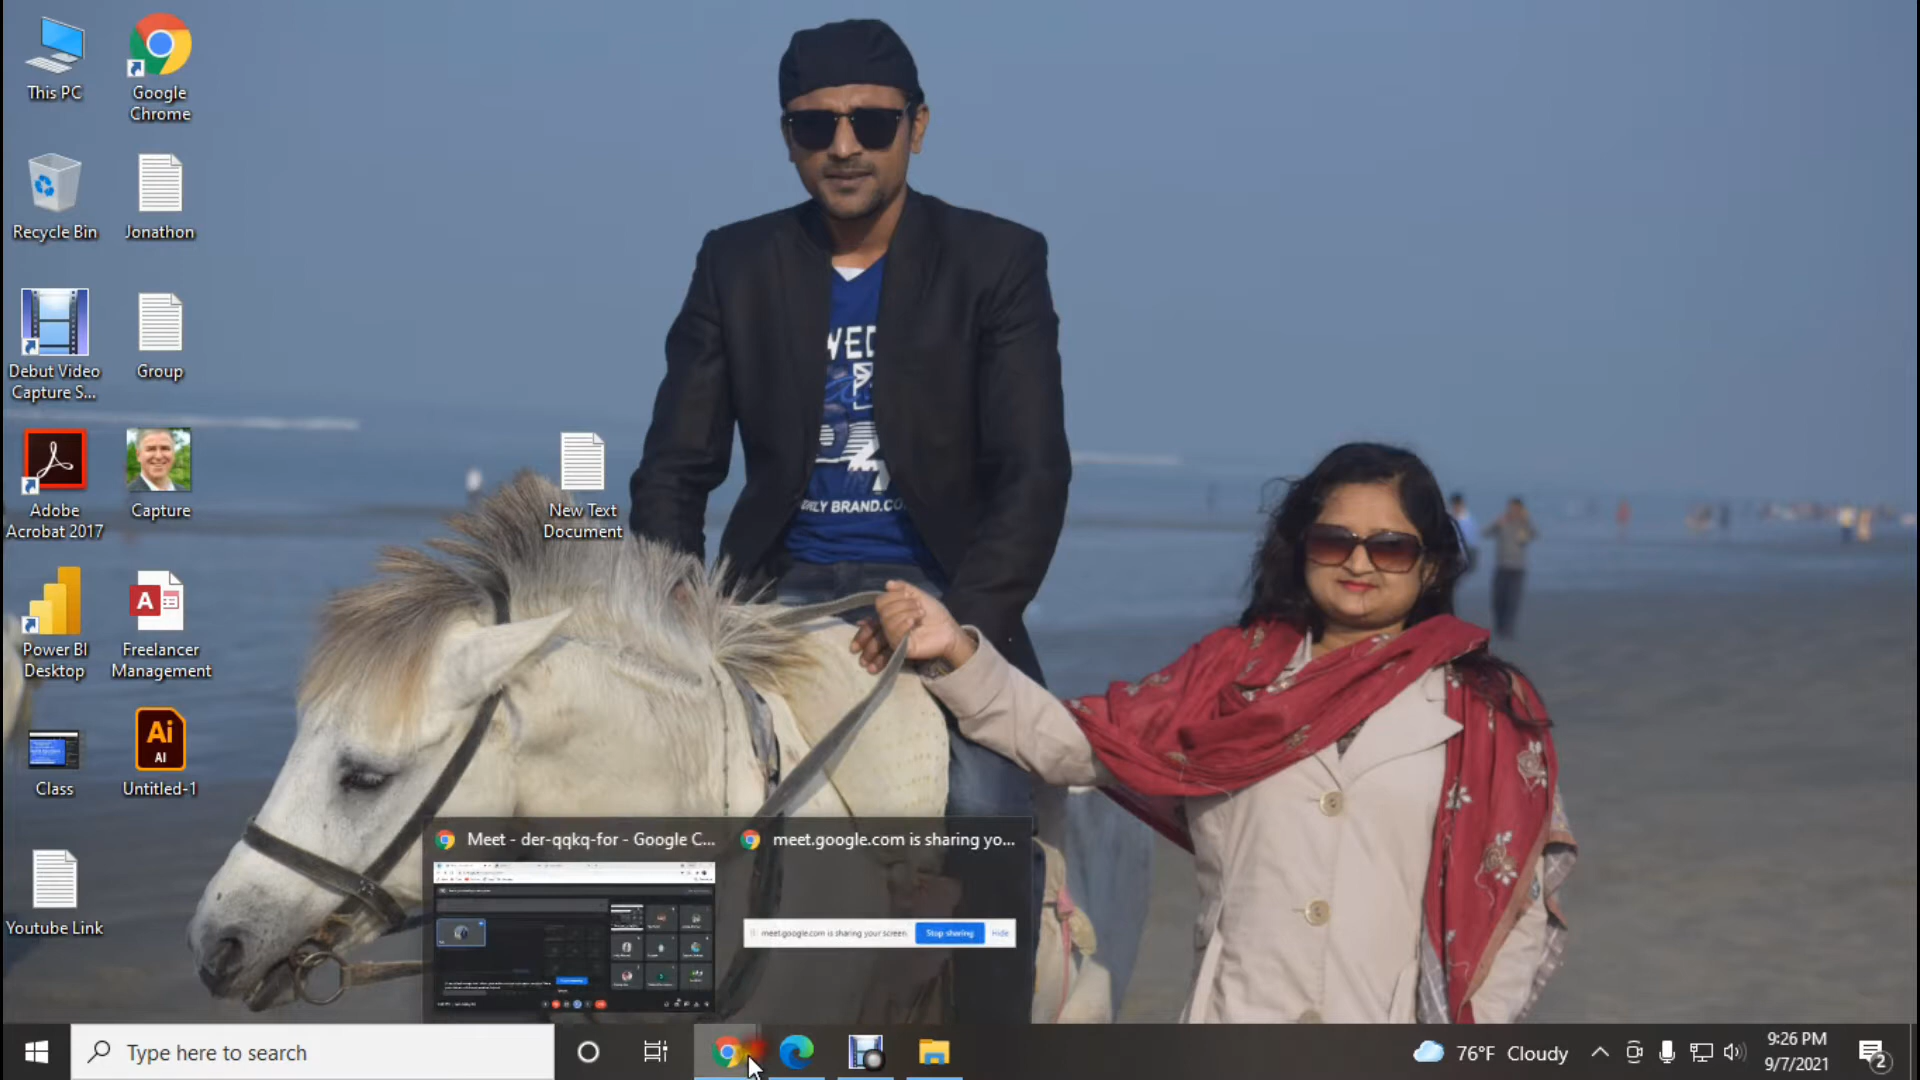 This PC
Google
Chrome
Recycle Bin
Jonathon
Debut Video
Capture S...
Group
Adobe
Acrobat 2017
Capture
New Text
Document
Power BI
Desktop
A
Freelancer
Management
Class
Ai
AI
Untitled-1
Youtube Link
RLY BRAND.CO
Meet - der-qqkq-for - Google C...
meet.google.com is sharing yo...
meet.google.com is sharing your screen.
Stop sharing
Hide
Type here to search
76°F Cloudy
9:26 PM
9/7/2021
2